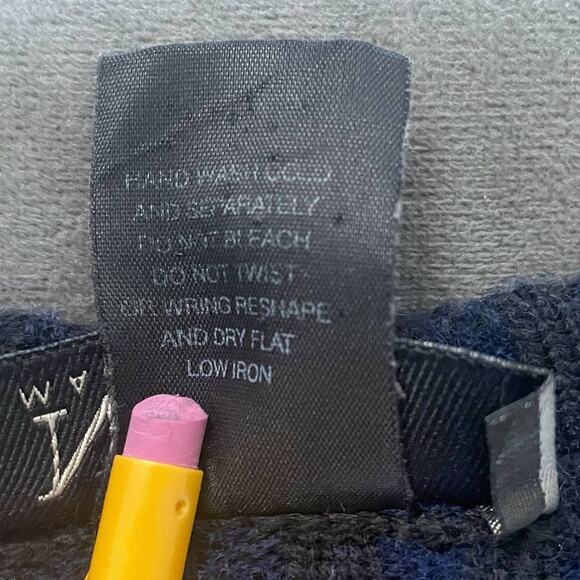 HAND WASH COLD
AND SEPARATELY
DO NOT BLEACH
DO NOT TWIST
OR WRING RESHAPE
AND DRY FLAT
LOW IRON